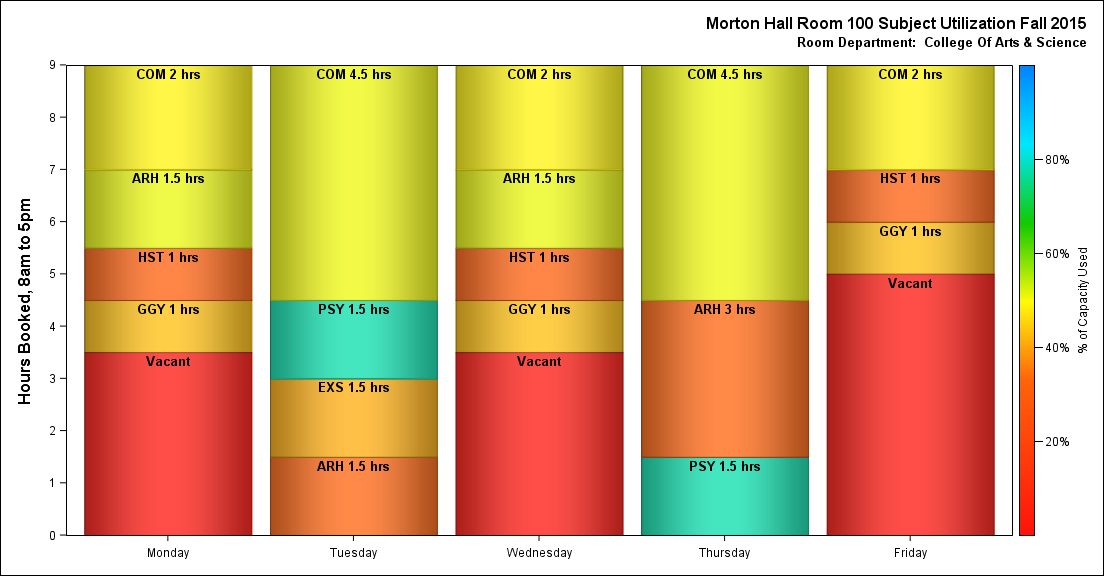 Morton Hall Room 100 Subject Utilization Fall 2015
Room Department:  College Of Arts & Science
Hours Booked, 8am to 5pm
9
8
7
6
5
4
3
2
1
0
COM 2 hrs
ARH 1.5 hrs
HST 1 hrs
GGY 1 hrs
Vacant
Monday
COM 4.5 hrs
PSY 1.5 hrs
EXS 1.5 hrs
ARH 1.5 hrs
Tuesday
COM 2 hrs
ARH 1.5 hrs
HST 1 hrs
GGY 1 hrs
Vacant
Wednesday
COM 4.5 hrs
ARH 3 hrs
PSY 1.5 hrs
Thursday
COM 2 hrs
HST 1 hrs
GGY 1 hrs
Vacant
Friday
80%
60%
40%
20%
% of Capacity Used